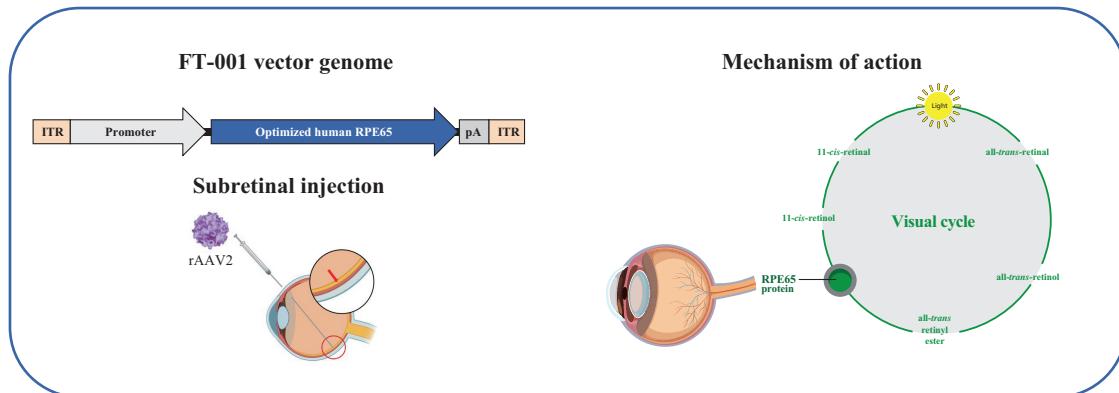 FT-001 vector genome
ITR
Promoter
Optimized human RPE65
pA
ITR
Subretinal injection
rAAV2
Mechanism of action
Light
11-cis-retinal
all-trans-retinal
11-cis-retinol
Visual cycle
all-trans-retinol
RPE65
protein
all-trans
retinyl
ester